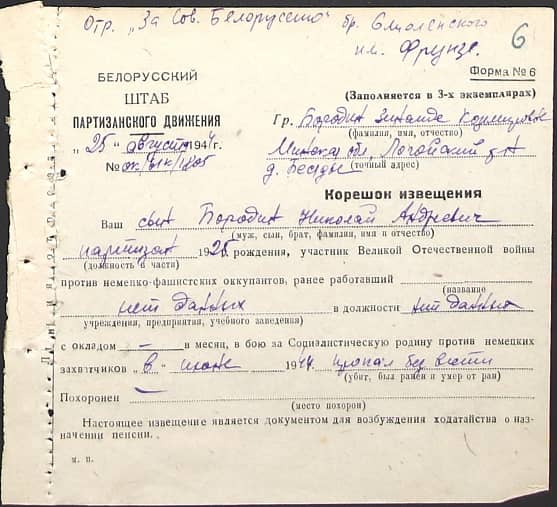 Отр. „За Сов. Белоруссию" бр. Смоленского
им. Фрунзе.
6
Форма № 6
БЕЛОРУССКИЙ
ШТАБ
ПАРТИЗАНСКОГО ДВИЖЕНИЯ
„25" августа 1944
№
(Заполняется в 3-х экземплярах)
Гр. Бородич Зинаиде
(фамилия, имя, отчество)
Минская обл., Логойский р-н
д. Беседы (точный адрес)
Корешок извещения
Ваш сын Бородич Николай Андреевич
(муж, сын, брат, фамилия, имя и отчество)
партизан 1925 рождения, участник Великой Отечественной войны
(должность и части)
против немецко-фашистских оккупантов, ранее работавший
(название
нет данных в должности нет данных
учреждения, предприятия, учебного заведения)
с окладом — в месяц, в бою за Социалистическую родину против немецких
захватчиков „в" июне 1944 пропал без вести
(убит, был ранен и умер от ран)
Похоронен —
(место похорон)
Настоящее извещение является документом для возбуждения ходатайства о наз-
начении пенсии.
м. п.